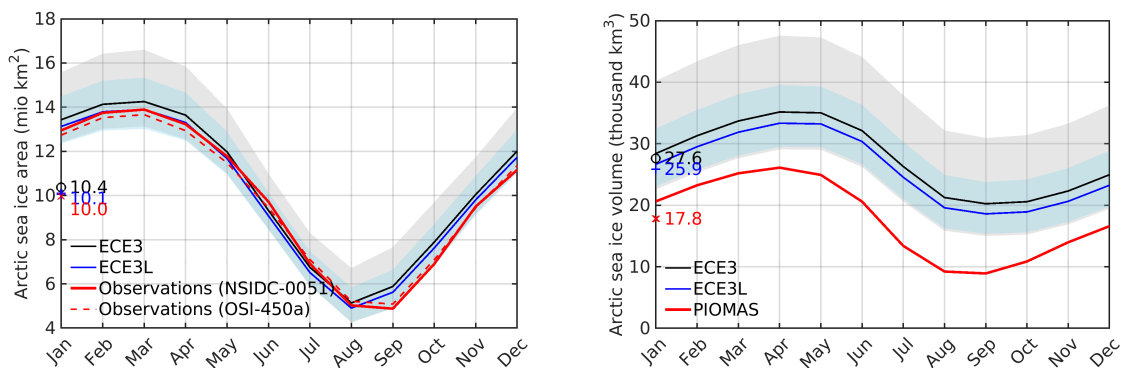 Arctic sea ice area (mio km²)
18
16
14
12
10
8
6
4
10.4
10.1
10.0
ECE3
ECE3L
Observations (NSIDC-0051)
Observations (OSI-450a)
Jan Feb Mar Apr May Jun Jul Aug Sep Oct Nov Dec
Arctic sea ice volume (thousand km³)
50
40
30
20
10
0
27.6
25.9
17.8
ECE3
ECE3L
PIOMAS
Jan Feb Mar Apr May Jun Jul Aug Sep Oct Nov Dec